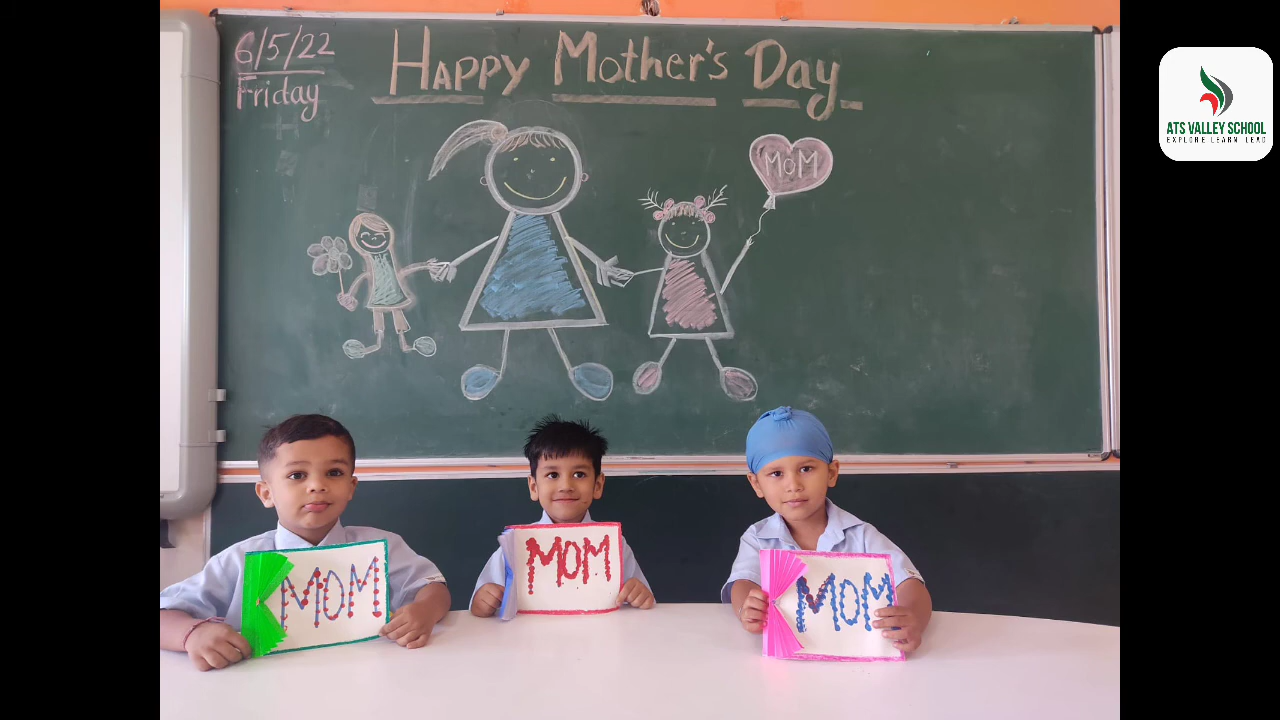 6/5/22
Friday
Happy Mother's Day
MOM
MOM
MOM
MOM
ATS VALLEY SCHOOL
EXPLORE LEARN LEAD